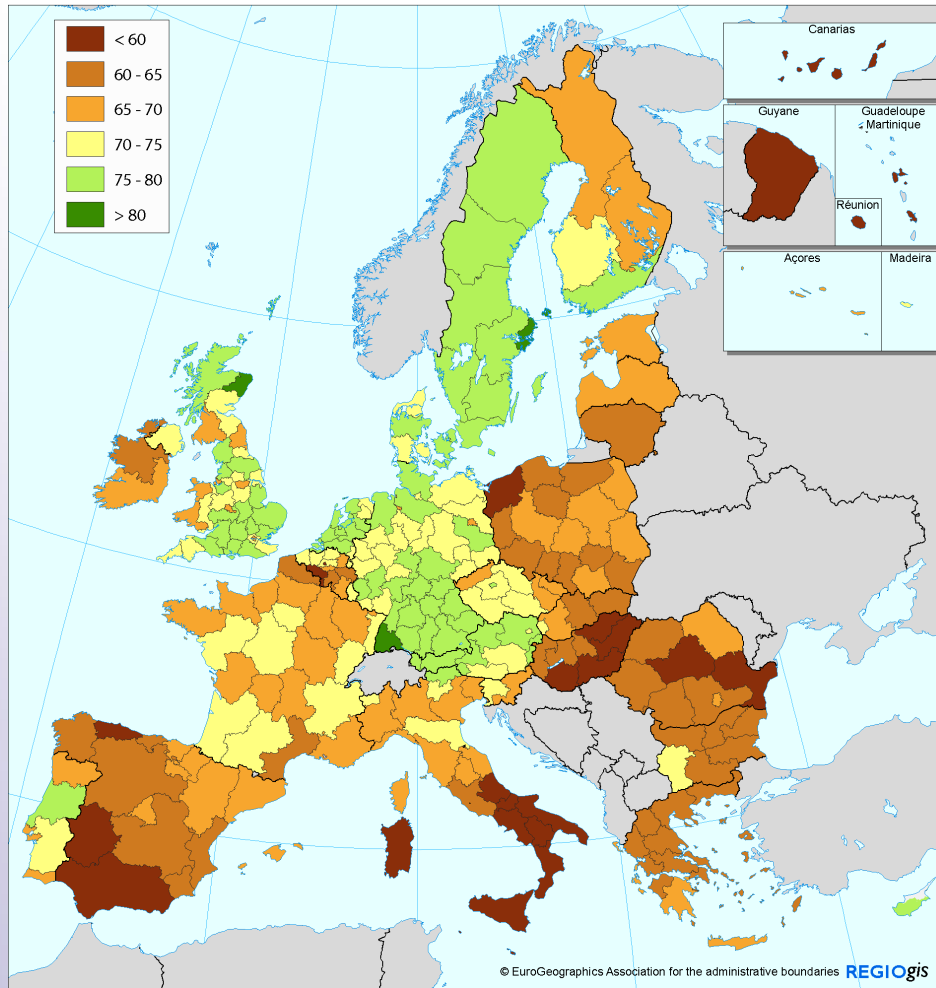 < 60
60 - 65
65 - 70
70 - 75
75 - 80
> 80
Canarias
Guyane
Guadeloupe
Martinique
Réunion
Açores
Madeira
© EuroGeographics Association for the administrative boundaries REGIOgis